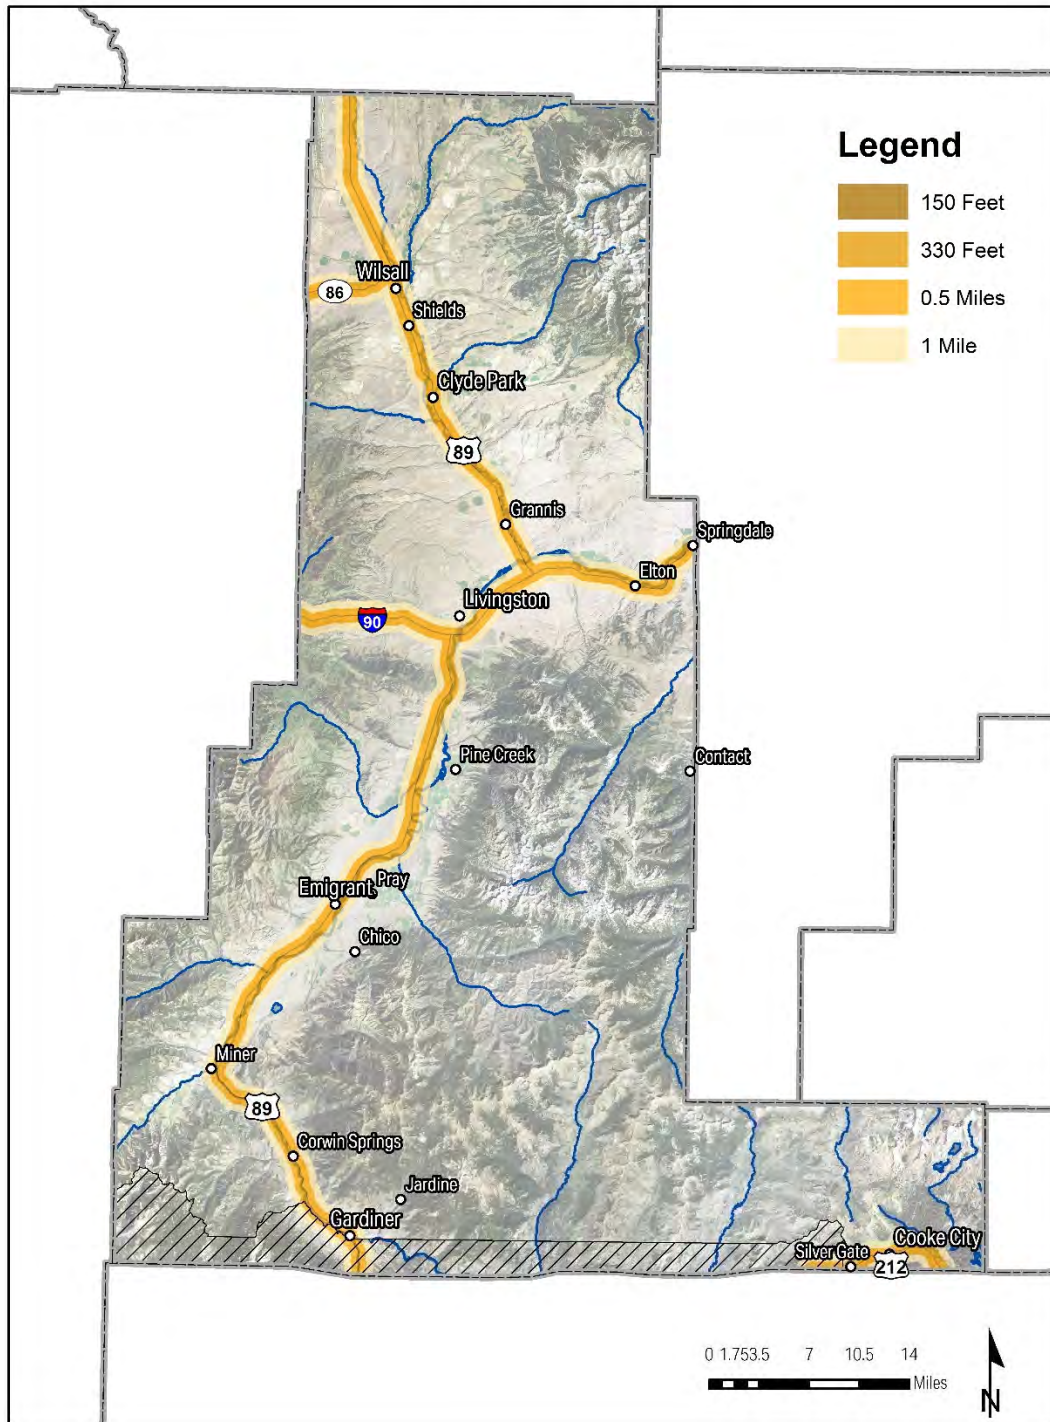 Legend
150 Feet
330 Feet
0.5 Miles
1 Mile
Wilsall
86
Shields
Clyde Park
89
Grannis
Springdale
Elton
Livingston
90
Pine Creek
Contact
Pray
Emigrant
Chico
Miner
89
Corwin Springs
Jardine
Gardiner
Cooke City
Silver Gate
212
0 1.753.5 7 10.5 14
Miles
N